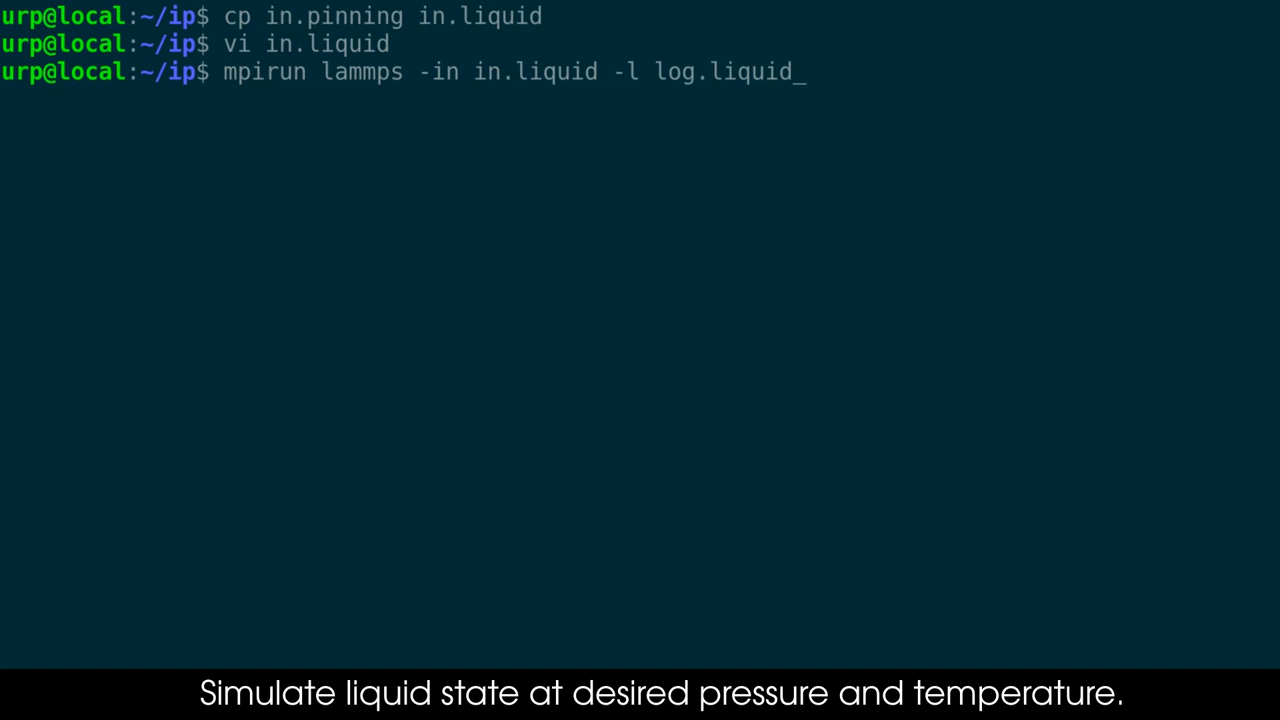 urp@local:~/ip$ cp in.pinning in.liquid
urp@local:~/ip$ vi in.liquid
urp@local:~/ip$ mpirun lammps -in in.liquid -l log.liquid_
Simulate liquid state at desired pressure and temperature.